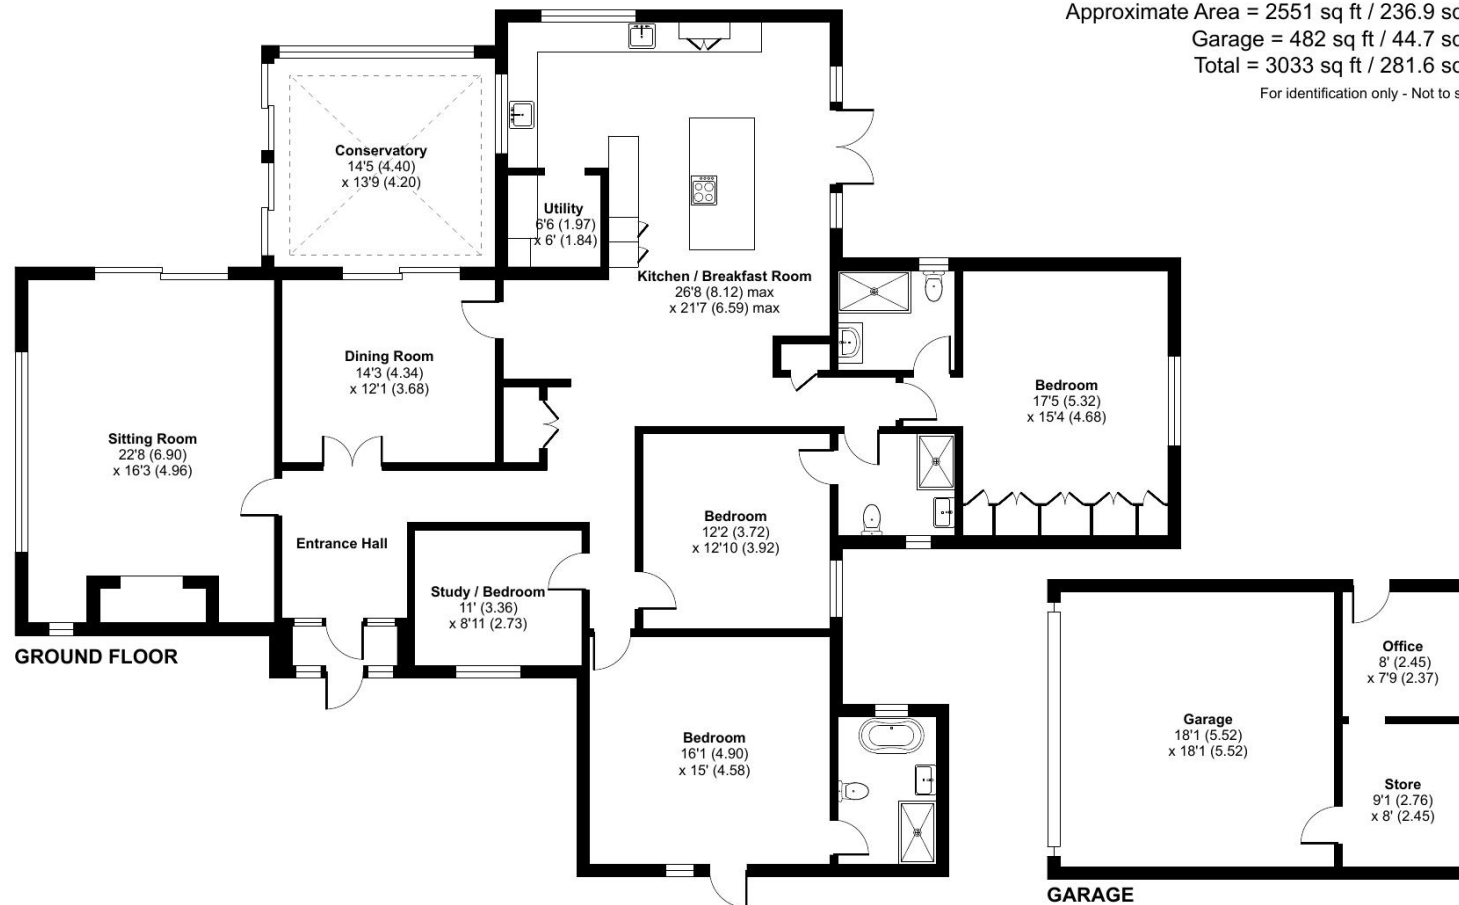 Approximate Area = 2551 sq ft / 236.9 sq
Garage = 482 sq ft / 44.7 sq
Total = 3033 sq ft / 281.6 sq
For identification only - Not to s
Conservatory
14'5 (4.40)
x 13'9 (4.20)
Utility
6'6 (1.97)
x 6' (1.84)
Kitchen / Breakfast Room
26'8 (8.12) max
x 21'7 (6.59) max
Dining Room
14'3 (4.34)
x 12'1 (3.68)
Bedroom
17'5 (5.32)
x 15'4 (4.68)
Sitting Room
22'8 (6.90)
x 16'3 (4.96)
Bedroom
12'2 (3.72)
x 12'10 (3.92)
Entrance Hall
Study / Bedroom
11' (3.36)
x 8'11 (2.73)
GROUND FLOOR
Office
8' (2.45)
x 7'9 (2.37)
Garage
18'1 (5.52)
x 18'1 (5.52)
Bedroom
16'1 (4.90)
x 15' (4.58)
Store
9'1 (2.76)
x 8' (2.45)
GARAGE